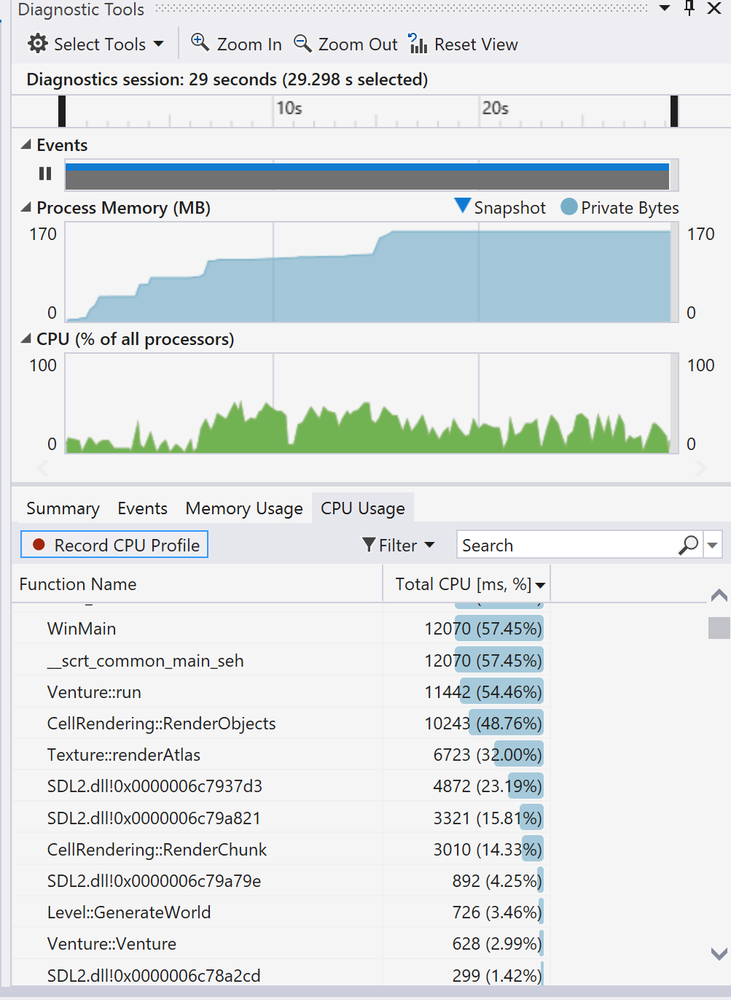 Diagnostic Tools
Select Tools Zoom In Zoom Out Reset View
Diagnostics session: 29 seconds (29.298 s selected)
10s 20s
Events
Process Memory (MB) Snapshot Private Bytes
170 170
0 0
CPU (% of all processors)
100 100
0 0
Summary Events Memory Usage CPU Usage
Record CPU Profile Filter Search
Function Name Total CPU [ms, %]
WinMain 12070 (57.45%)
__scrt_common_main_seh 12070 (57.45%)
Venture::run 11442 (54.46%)
CellRendering::RenderObjects 10243 (48.76%)
Texture::renderAtlas 6723 (32.00%)
SDL2.dll!0x0000006c7937d3 4872 (23.19%)
SDL2.dll!0x0000006c79a821 3321 (15.81%)
CellRendering::RenderChunk 3010 (14.33%)
SDL2.dll!0x0000006c79a79e 892 (4.25%)
Level::GenerateWorld 726 (3.46%)
Venture::Venture 628 (2.99%)
SDL2.dll!0x0000006c78a2cd 299 (1.42%)